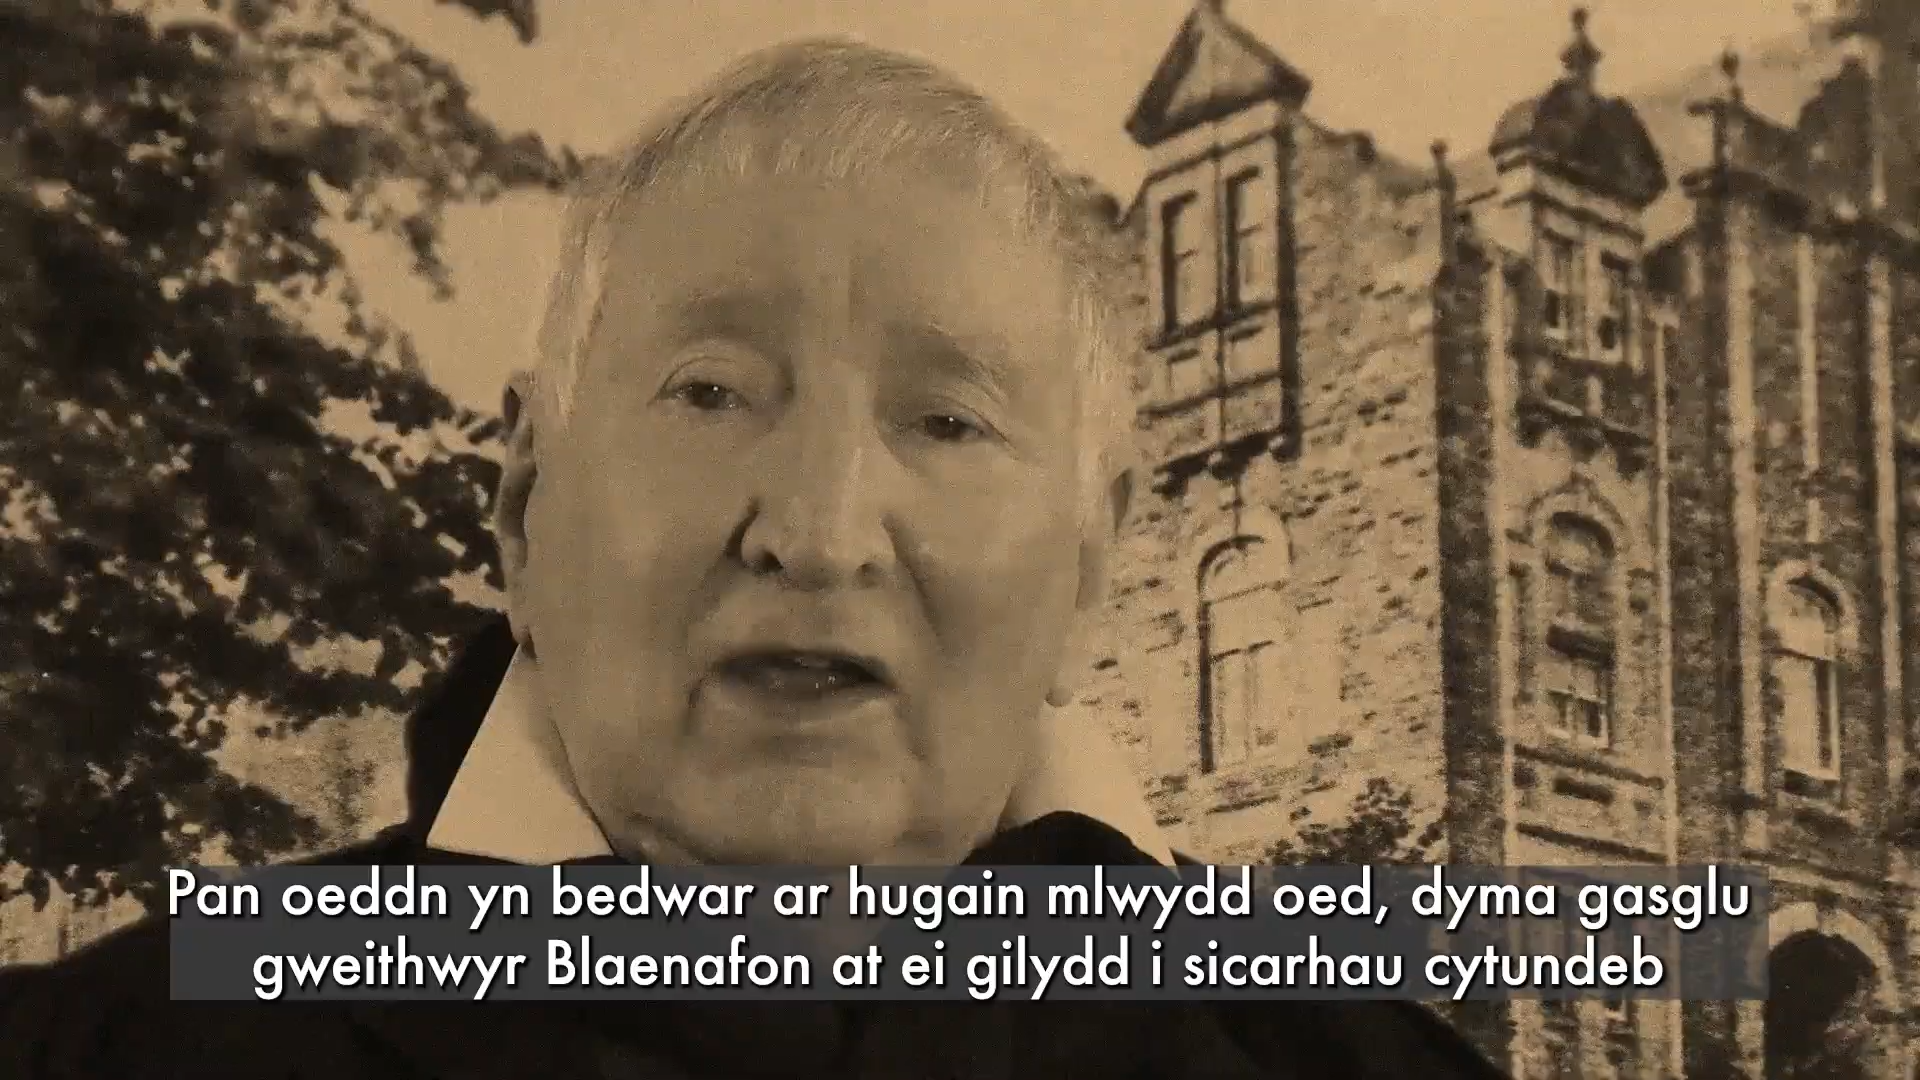 Pan oeddn yn bedwar ar hugain mlwydd oed, dyma gasglu
gweithwyr Blaenafon at ei gilydd i sicarhau cytundeb